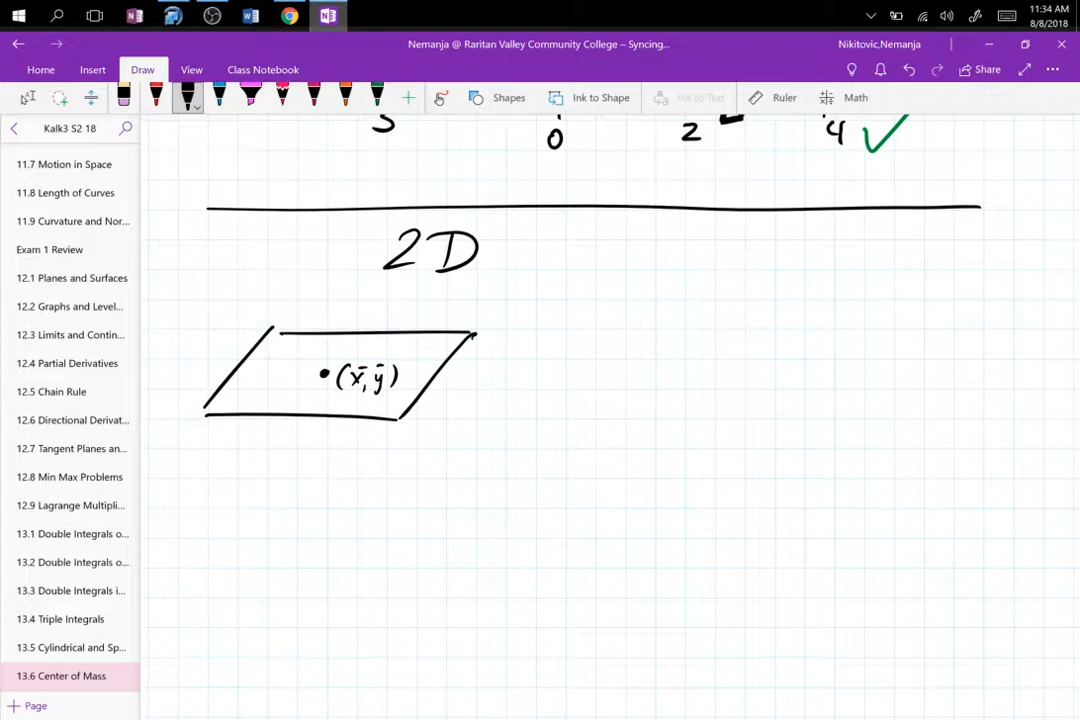 11:34 AM
8/8/2018
Nemanja @ Raritan Valley Community College – Syncing...
Nikitovic,Nemanja
Home Insert Draw View Class Notebook
Share
Shapes Ink to Shape Ink to Text Ruler Math
Kalk3 S2 18
11.7 Motion in Space
11.8 Length of Curves
11.9 Curvature and Nor...
Exam 1 Review
12.1 Planes and Surfaces
12.2 Graphs and Level...
12.3 Limits and Contin...
12.4 Partial Derivatives
12.5 Chain Rule
12.6 Directional Derivat...
12.7 Tangent Planes an...
12.8 Min Max Problems
12.9 Lagrange Multipli...
13.1 Double Integrals o...
13.2 Double Integrals o...
13.3 Double Integrals i...
13.4 Triple Integrals
13.5 Cylindrical and Sp...
13.6 Center of Mass
+ Page
0 2 4 ✓
2D
(x̄, ȳ)